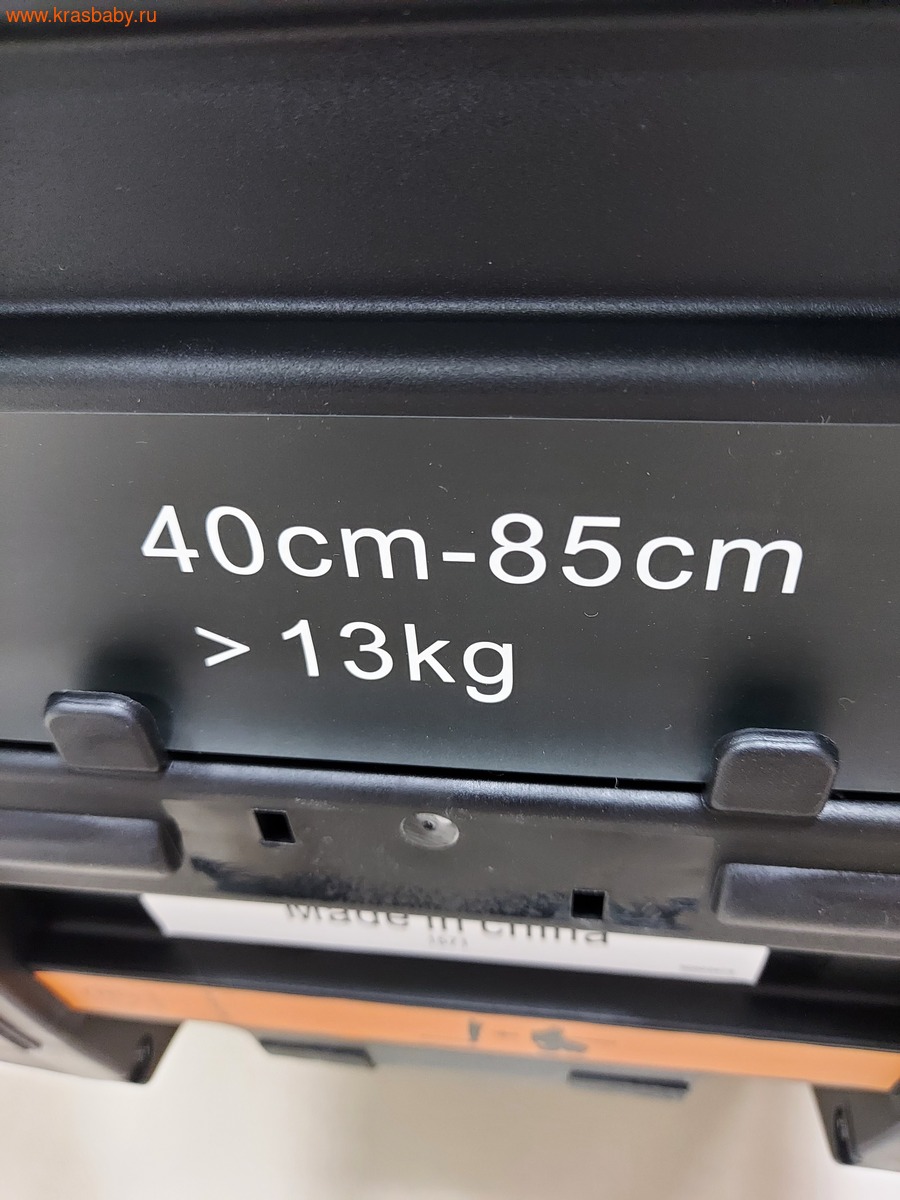 www.krasbaby.ru
40cm-85cm
>13kg
Made in china